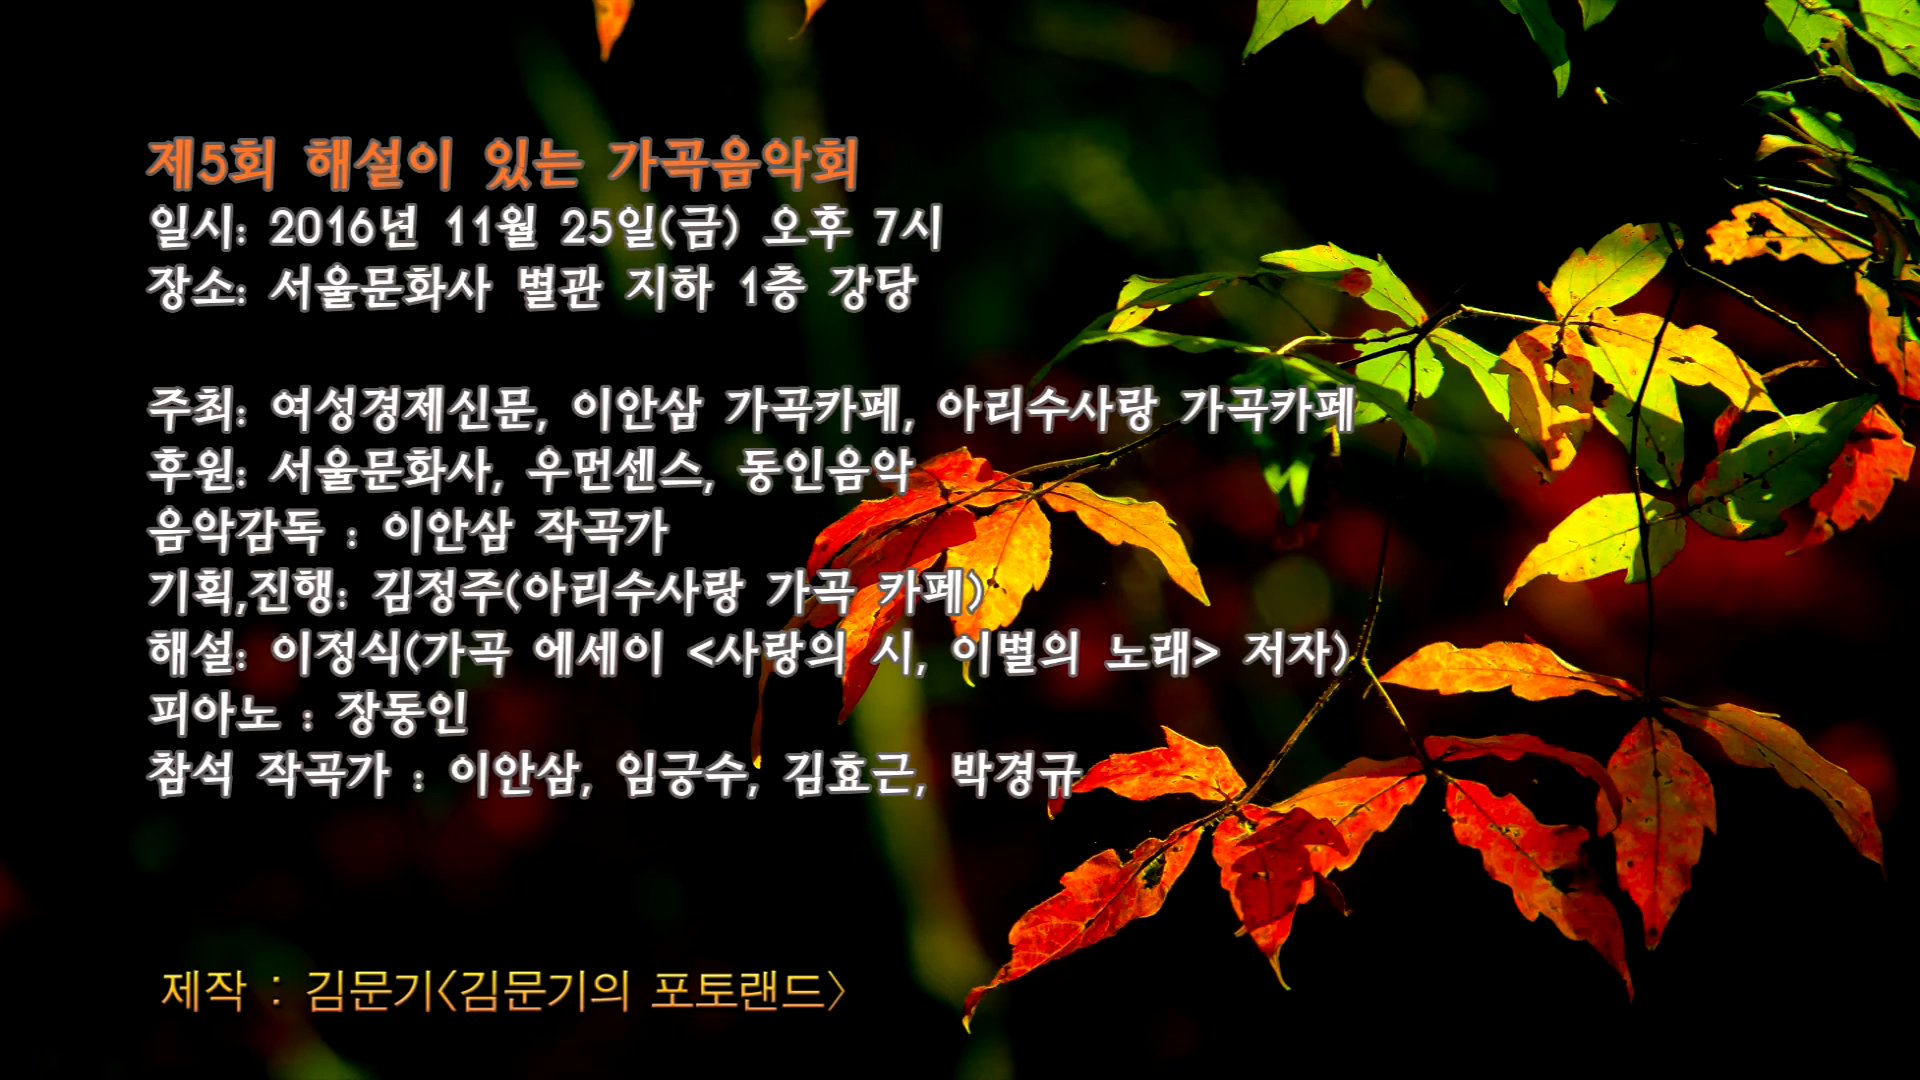 제5회 해설이 있는 가곡음악회
일시: 2016년 11월 25일(금) 오후 7시
장소: 서울문화사 별관 지하 1층 강당
주최: 여성경제신문, 이안삼 가곡카페, 아리수사랑 가곡카페
후원: 서울문화사, 우먼센스, 동인음악
음악감독 : 이안삼 작곡가
기획,진행: 김정주(아리수사랑 가곡 카페)
해설: 이정식(가곡 에세이 <사랑의 시, 이별의 노래> 저자)
피아노 : 장동인
참석 작곡가 : 이안삼, 임긍수, 김효근, 박경규
제작 : 김문기<김문기의 포토랜드>